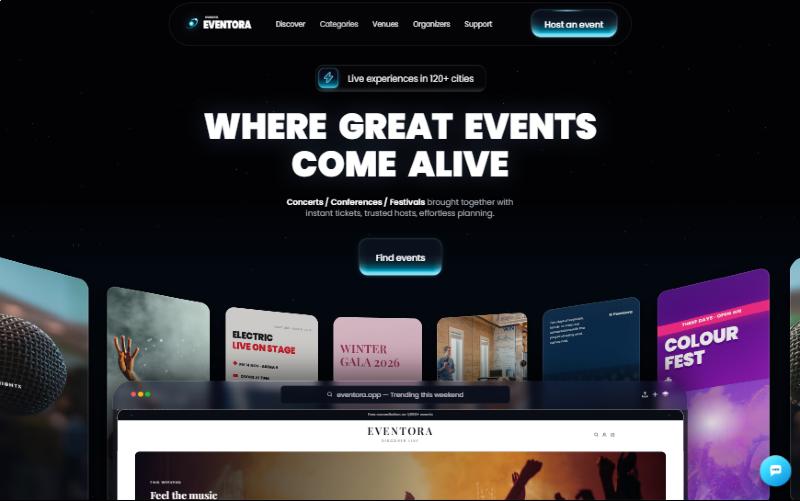 EVENTORA
Discover
Categories
Venues
Organizers
Support
Host an event
Live experiences in 120+ cities
WHERE GREAT EVENTS
COME ALIVE
Concerts / Conferences / Festivals brought together with
instant tickets, trusted hosts, effortless planning.
Find events
ELECTRIC
LIVE ON STAGE
WINTER
GALA 2026
COLOUR
FEST
eventora.app — Trending this weekend
EVENTORA
DISCOVER LIVE
Feel the music